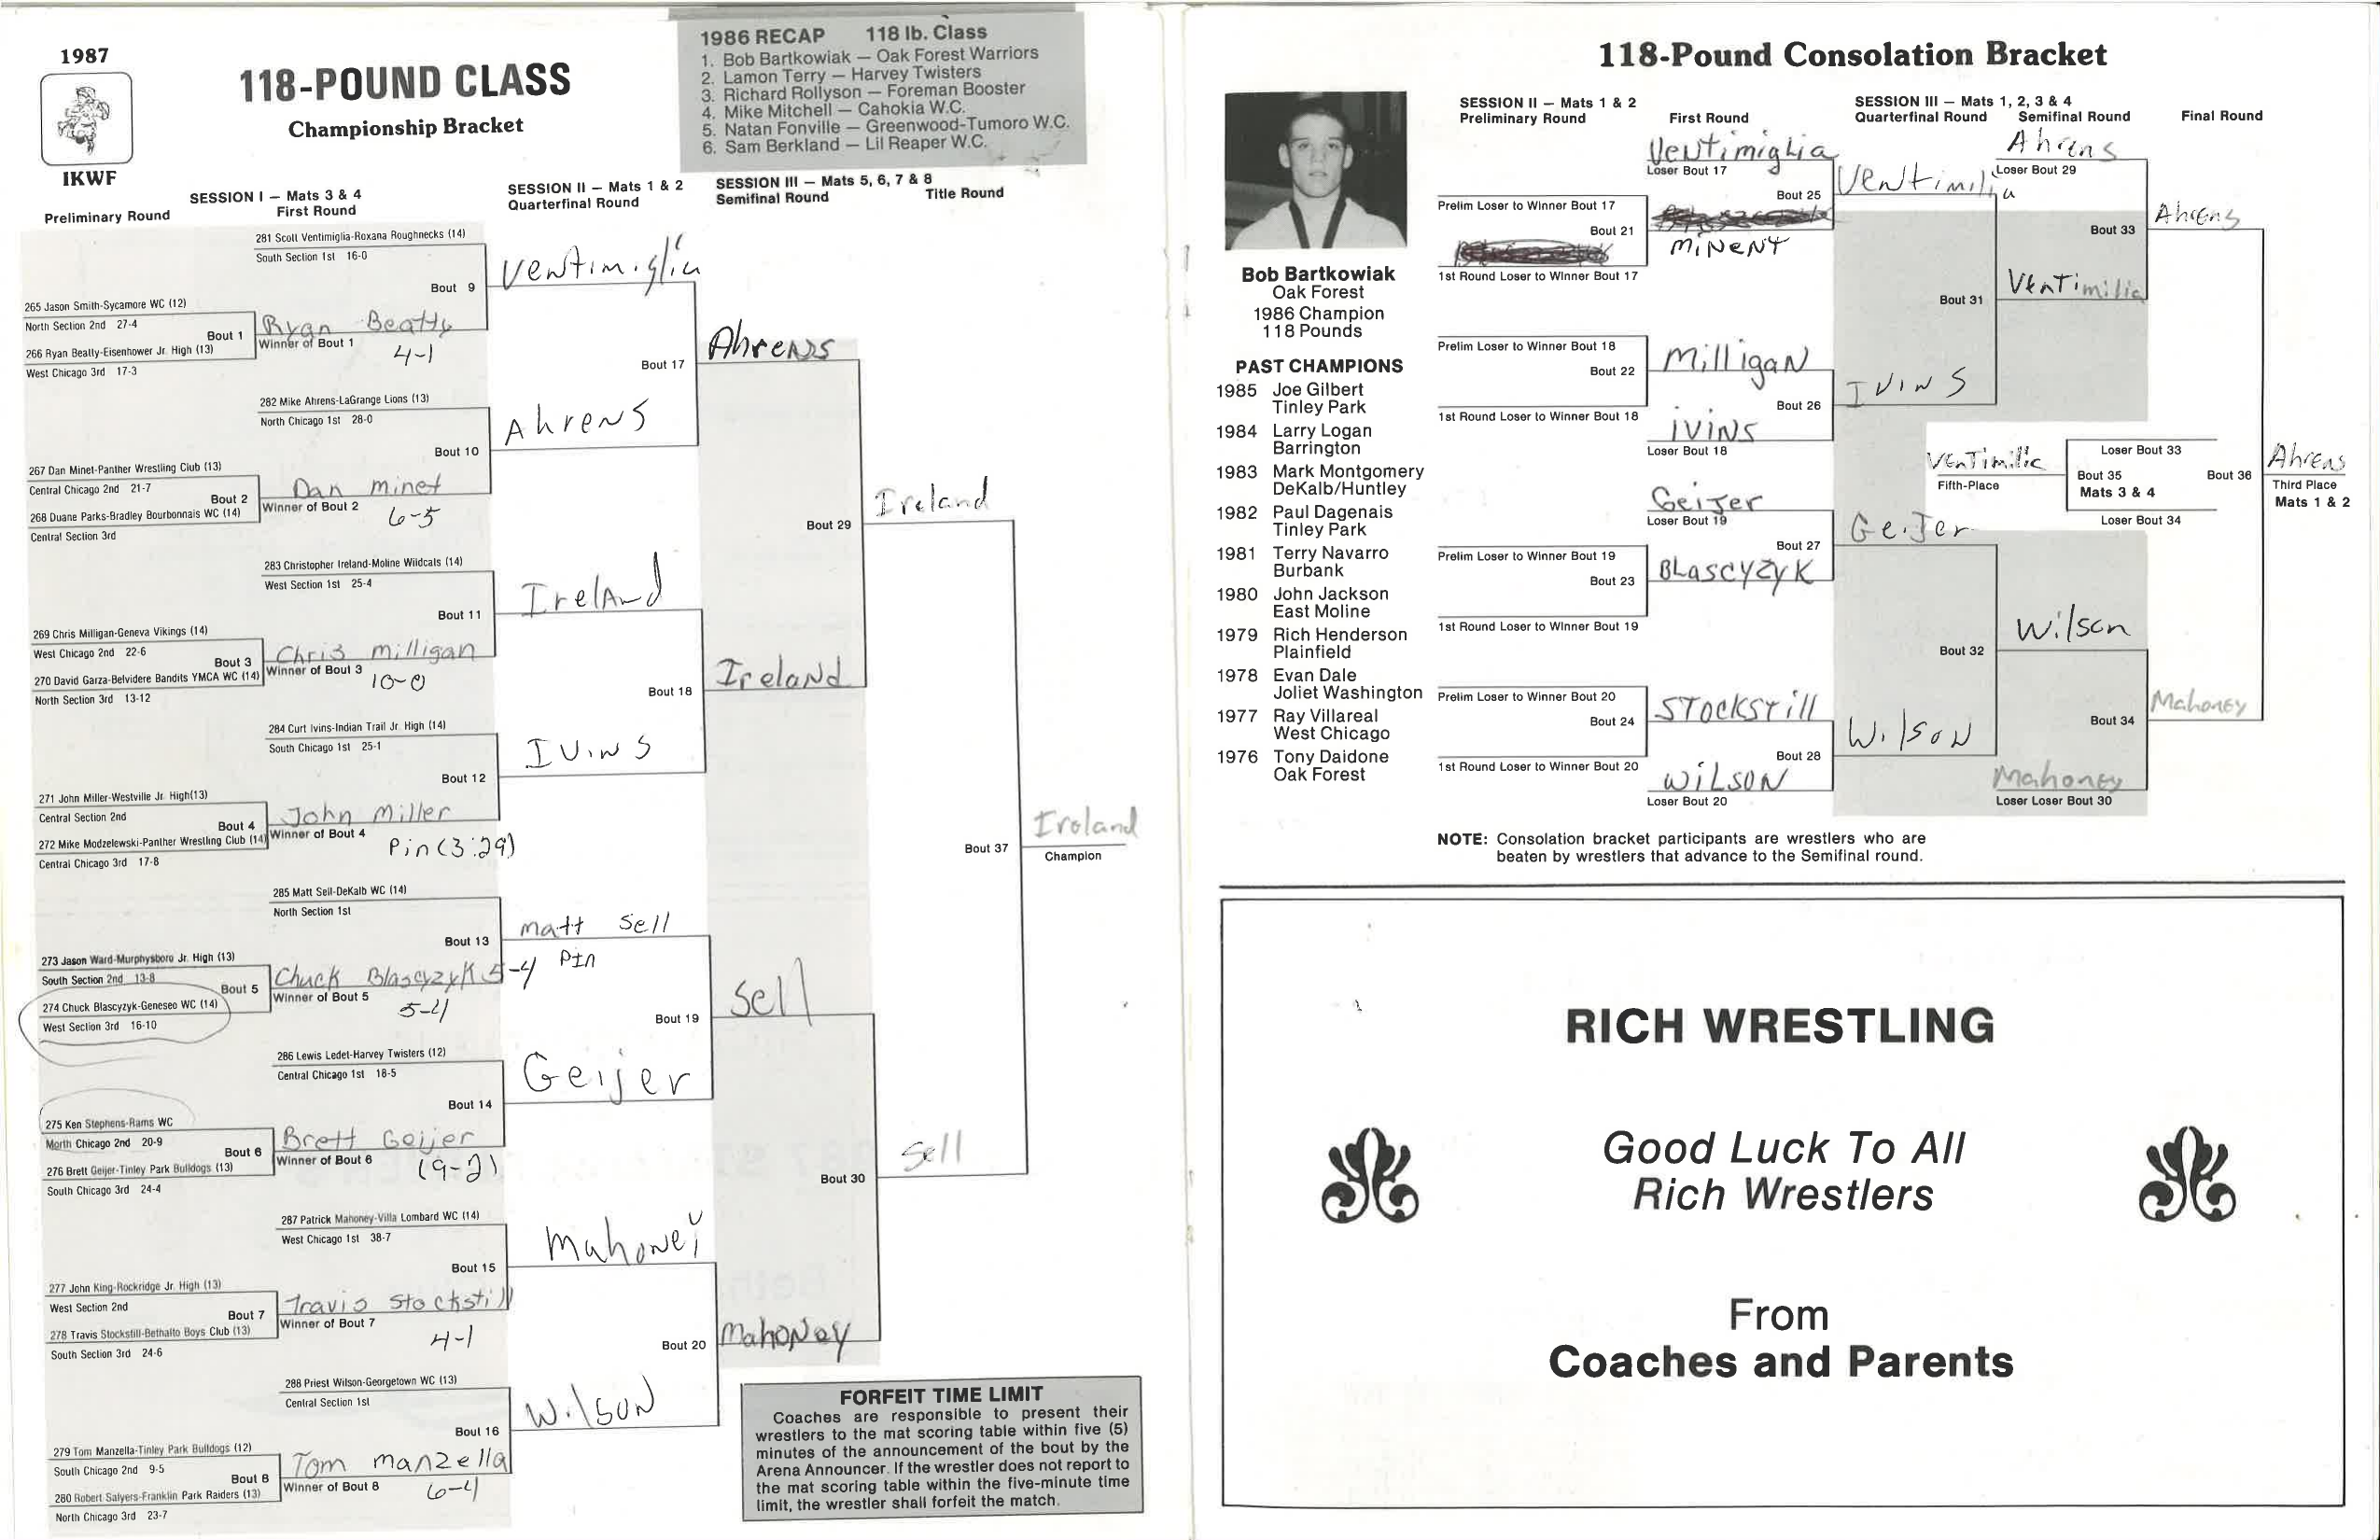 1987
IKWF
118-POUND CLASS
Championship Bracket
1986 RECAP 118 lb. Class
1. Bob Bartkowiak — Oak Forest Warriors
2. Lamon Terry — Harvey Twisters
3. Richard Rollyson — Foreman Booster
4. Mike Mitchell — Cahokia W.C.
5. Natan Fonville — Greenwood-Tumoro W.C.
6. Sam Berkland — Lil Reaper W.C.
SESSION I — Mats 3 & 4
Preliminary Round First Round
SESSION II — Mats 1 & 2
Quarterfinal Round
SESSION III — Mats 5, 6, 7 & 8
Semifinal Round Title Round
281 Scott Ventimiglia-Roxana Roughnecks (14)
South Section 1st 16-0
Bout 9
Ventimiglia
265 Jason Smith-Sycamore WC (12)
North Section 2nd 27-4
Bout 1
Ryan Beatty
Winner of Bout 1
4-1
266 Ryan Beatty-Eisenhower Jr. High (13)
West Chicago 3rd 17-3
Bout 17
Ahrens
282 Mike Ahrens-LaGrange Lions (13)
North Chicago 1st 28-0
Bout 10
Ahrens
267 Dan Minet-Panther Wrestling Club (13)
Central Chicago 2nd 21-7
Bout 2
Dan Minet
Winner of Bout 2
6-5
268 Duane Parks-Bradley Bourbonnais WC (14)
Central Section 3rd
Bout 29
Ireland
283 Christopher Ireland-Moline Wildcats (14)
West Section 1st 25-4
Bout 11
Ireland
269 Chris Milligan-Geneva Vikings (14)
West Chicago 2nd 22-6
Bout 3
Chris Milligan
Winner of Bout 3
10-0
270 David Garza-Belvidere Bandits YMCA WC (14)
North Section 3rd 13-12
Bout 18
Ireland
284 Curt Ivins-Indian Trail Jr. High (14)
South Chicago 1st 25-1
Bout 12
Ivins
271 John Miller-Westville Jr. High(13)
Central Section 2nd
Bout 4
John Miller
Winner of Bout 4
Pin (3:29)
272 Mike Modzelewski-Panther Wrestling Club (14)
Central Chicago 3rd 17-8
Bout 37
Ireland
Champion
285 Matt Sell-DeKalb WC (14)
North Section 1st
Bout 13
Matt Sell
Pin
273 Jason Ward-Murphysboro Jr. High (13)
South Section 2nd 13-8
Bout 5
Chuck Blascyzyk 5-4
Winner of Bout 5
5-4
274 Chuck Blascyzyk-Geneseo WC (14)
West Section 3rd 16-10
Bout 19
Sell
286 Lewis Ledet-Harvey Twisters (12)
Central Chicago 1st 18-5
Bout 14
Geijer
275 Ken Stephens-Rams WC
North Chicago 2nd 20-9
Bout 6
Brett Geijer
Winner of Bout 6
(9-2)
276 Brett Geijer-Tinley Park Bulldogs (13)
South Chicago 3rd 24-4
Bout 30
Sell
287 Patrick Mahoney-Villa Lombard WC (14)
West Chicago 1st 38-7
Bout 15
Mahoney
277 John King-Rockridge Jr. High (13)
West Section 2nd
Bout 7
Travis Stockstill
Winner of Bout 7
4-1
278 Travis Stockstill-Bethalto Boys Club (13)
South Section 3rd 24-6
Bout 20
Mahoney
288 Priest Wilson-Georgetown WC (13)
Central Section 1st
Bout 16
Wilson
279 Tom Manzella-Tinley Park Bulldogs (12)
South Chicago 2nd 9-5
Bout 8
Tom Manzella
Winner of Bout 8
6-4
280 Robert Salyers-Franklin Park Raiders (13)
North Chicago 3rd 23-7
FORFEIT TIME LIMIT
Coaches are responsible to present their
wrestlers to the mat scoring table within five (5)
minutes of the announcement of the bout by the
Arena Announcer. If the wrestler does not report to
the mat scoring table within the five-minute time
limit, the wrestler shall forfeit the match.
118-Pound Consolation Bracket
Bob Bartkowiak
Oak Forest
1986 Champion
118 Pounds
PAST CHAMPIONS
1985 Joe Gilbert
Tinley Park
1984 Larry Logan
Barrington
1983 Mark Montgomery
DeKalb/Huntley
1982 Paul Dagenais
Tinley Park
1981 Terry Navarro
Burbank
1980 John Jackson
East Moline
1979 Rich Henderson
Plainfield
1978 Evan Dale
Joliet Washington
1977 Ray Villareal
West Chicago
1976 Tony Daidone
Oak Forest
SESSION II — Mats 1 & 2
Preliminary Round First Round
SESSION III — Mats 1, 2, 3 & 4
Quarterfinal Round Semifinal Round Final Round
Ventimiglia
Loser Bout 17
Bout 25
Ventimilia
Ahrens
Loser Bout 29
Prelim Loser to Winner Bout 17
Bout 21
Minent
1st Round Loser to Winner Bout 17
Bout 33
Ahrens
Bout 31
Ventimilia
Prelim Loser to Winner Bout 18
Bout 22
Milligan
1st Round Loser to Winner Bout 18
Bout 26
Ivins
Ivins
Loser Bout 18
Ventimilia
Fifth-Place
Loser Bout 33
Bout 35
Mats 3 & 4
Loser Bout 34
Bout 36
Ahrens
Third Place
Mats 1 & 2
Geijer
Loser Bout 19
Bout 27
Geijer
Prelim Loser to Winner Bout 19
Bout 23
Blascyzyk
1st Round Loser to Winner Bout 19
Bout 32
Wilson
Prelim Loser to Winner Bout 20
Bout 24
Stockstill
1st Round Loser to Winner Bout 20
Bout 28
Wilson
Wilson
Loser Bout 20
Bout 34
Mahoney
Mahoney
Loser Loser Bout 30
NOTE: Consolation bracket participants are wrestlers who are
beaten by wrestlers that advance to the Semifinal round.
RICH WRESTLING
Good Luck To All
Rich Wrestlers
From
Coaches and Parents